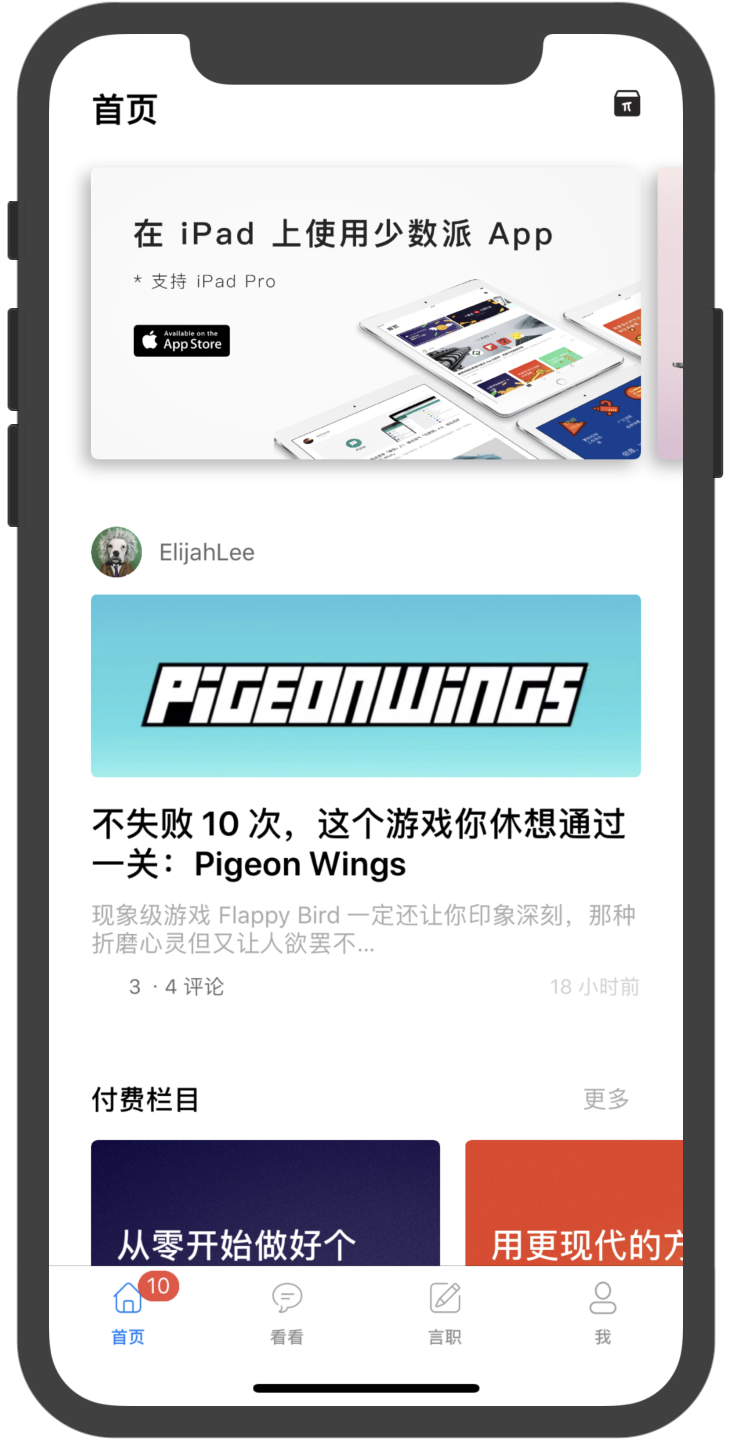 首页
π
在 iPad 上使用少数派 App
* 支持 iPad Pro
Available on the
App Store
ElijahLee
PIGEONWINGS
不失败 10 次，这个游戏你休想通过
一关：Pigeon Wings
现象级游戏 Flappy Bird 一定还让你印象深刻，那种
折磨心灵但又让人欲罢不...
3 · 4 评论
18 小时前
付费栏目
更多
从零开始做好个
用更现代的方
10
首页
看看
言职
我